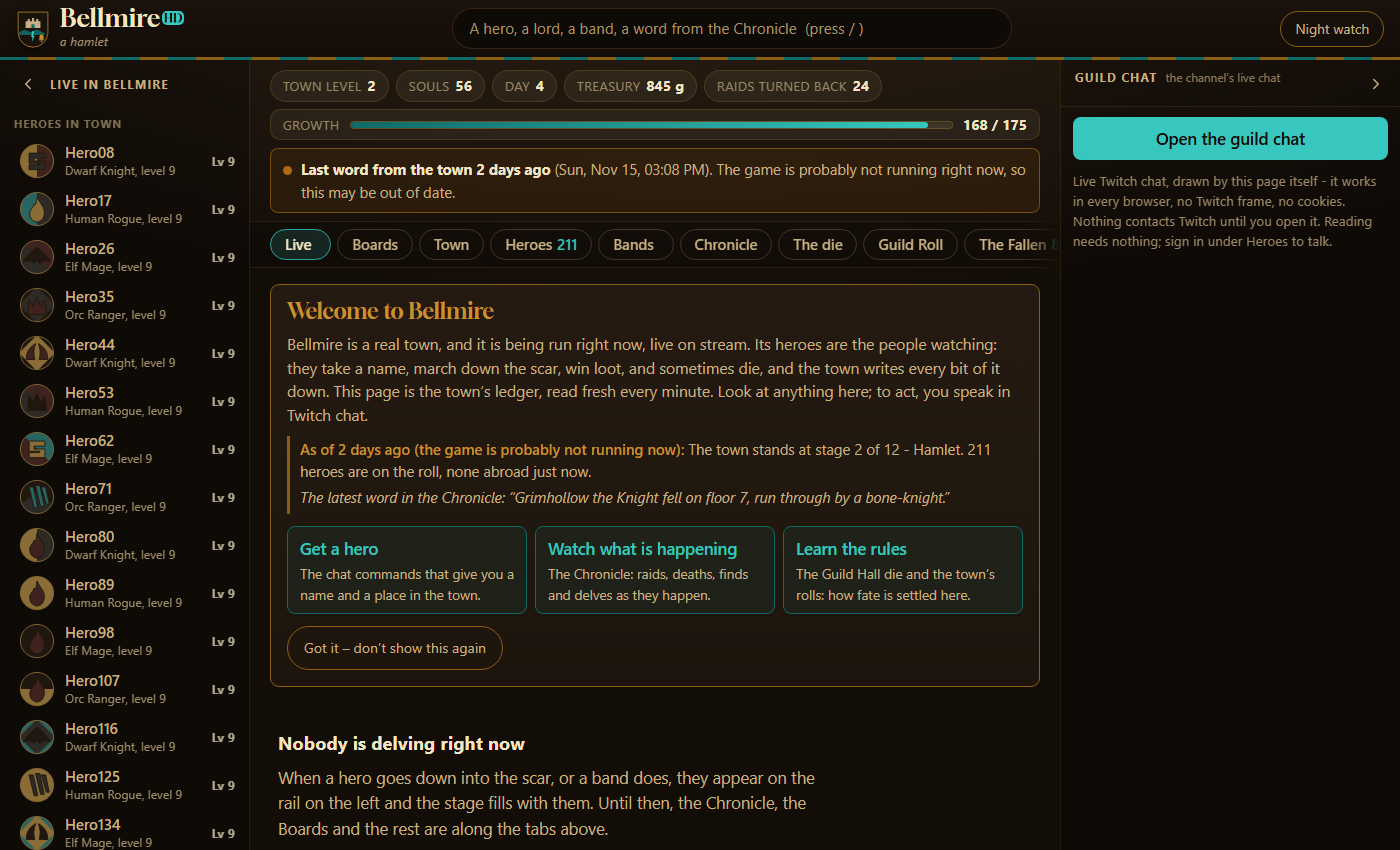 Bellmire HD
a hamlet
A hero, a lord, a band, a word from the Chronicle (press / )
Night watch
LIVE IN BELLMIRE
HEROES IN TOWN
Hero08
Dwarf Knight, level 9
Lv 9
Hero17
Human Rogue, level 9
Lv 9
Hero26
Elf Mage, level 9
Lv 9
Hero35
Orc Ranger, level 9
Lv 9
Hero44
Dwarf Knight, level 9
Lv 9
Hero53
Human Rogue, level 9
Lv 9
Hero62
Elf Mage, level 9
Lv 9
Hero71
Orc Ranger, level 9
Lv 9
Hero80
Dwarf Knight, level 9
Lv 9
Hero89
Human Rogue, level 9
Lv 9
Hero98
Elf Mage, level 9
Lv 9
Hero107
Orc Ranger, level 9
Lv 9
Hero116
Dwarf Knight, level 9
Lv 9
Hero125
Human Rogue, level 9
Lv 9
Hero134
Elf Mage, level 9
Lv 9
TOWN LEVEL 2
SOULS 56
DAY 4
TREASURY 845 g
RAIDS TURNED BACK 24
GROWTH
168 / 175
Last word from the town 2 days ago (Sun, Nov 15, 03:08 PM). The game is probably not running right now, so
this may be out of date.
Live
Boards
Town
Heroes 211
Bands
Chronicle
The die
Guild Roll
The Fallen
Welcome to Bellmire
Bellmire is a real town, and it is being run right now, live on stream. Its heroes are the people watching:
they take a name, march down the scar, win loot, and sometimes die, and the town writes every bit of it
down. This page is the town's ledger, read fresh every minute. Look at anything here; to act, you speak in
Twitch chat.
As of 2 days ago (the game is probably not running now): The town stands at stage 2 of 12 - Hamlet. 211
heroes are on the roll, none abroad just now.
The latest word in the Chronicle: “Grimhollow the Knight fell on floor 7, run through by a bone-knight.”
Get a hero
The chat commands that give you a
name and a place in the town.
Watch what is happening
The Chronicle: raids, deaths, finds
and delves as they happen.
Learn the rules
The Guild Hall die and the town's
rolls: how fate is settled here.
Got it – don't show this again
Nobody is delving right now
When a hero goes down into the scar, or a band does, they appear on the
rail on the left and the stage fills with them. Until then, the Chronicle, the
Boards and the rest are along the tabs above.
GUILD CHAT the channel's live chat
Open the guild chat
Live Twitch chat, drawn by this page itself - it works
in every browser, no Twitch frame, no cookies.
Nothing contacts Twitch until you open it. Reading
needs nothing; sign in under Heroes to talk.